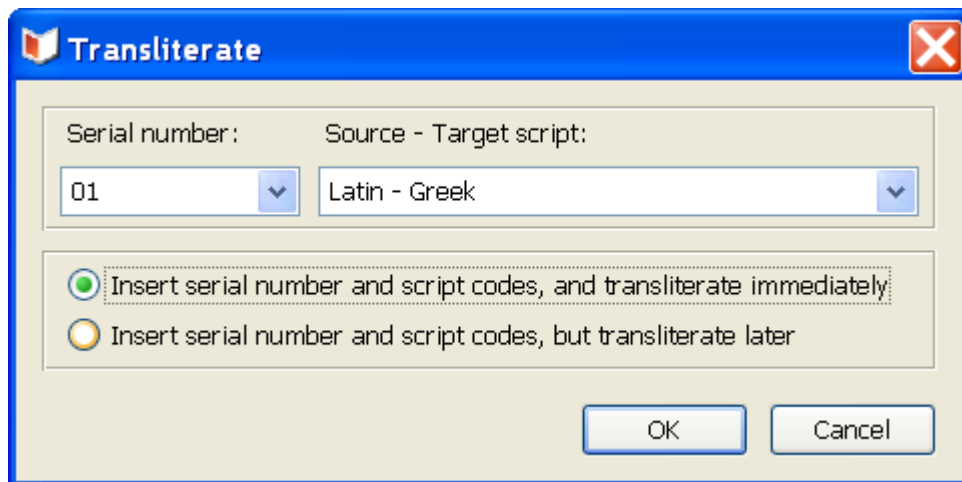 Transliterate
Serial number: Source - Target script:
01 Latin - Greek
Insert serial number and script codes, and transliterate immediately
Insert serial number and script codes, but transliterate later
OK Cancel